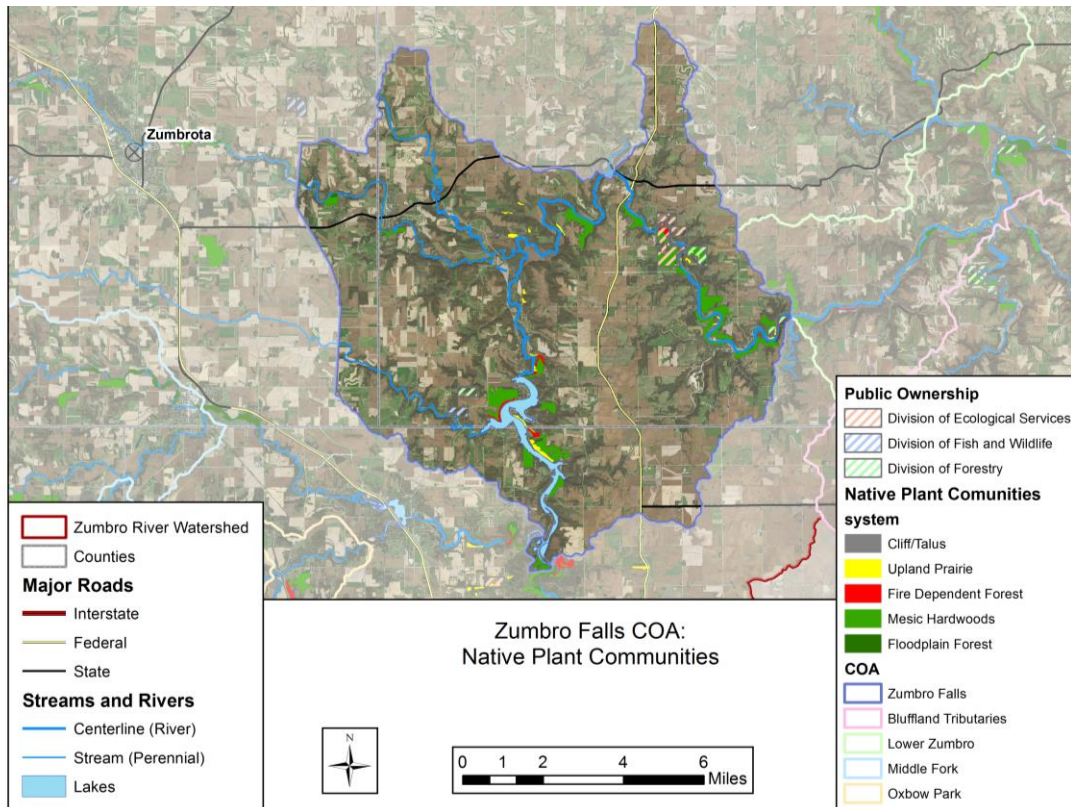 Zumbrota
Zumbro River Watershed
Counties
Major Roads
Interstate
Federal
State
Streams and Rivers
Centerline (River)
Stream (Perennial)
Lakes
Zumbro Falls COA:
Native Plant Communities
N
0 1 2 4 6
Miles
Public Ownership
Division of Ecological Services
Division of Fish and Wildlife
Division of Forestry
Native Plant Comunities
system
Cliff/Talus
Upland Prairie
Fire Dependent Forest
Mesic Hardwoods
Floodplain Forest
COA
Zumbro Falls
Bluffland Tributaries
Lower Zumbro
Middle Fork
Oxbow Park